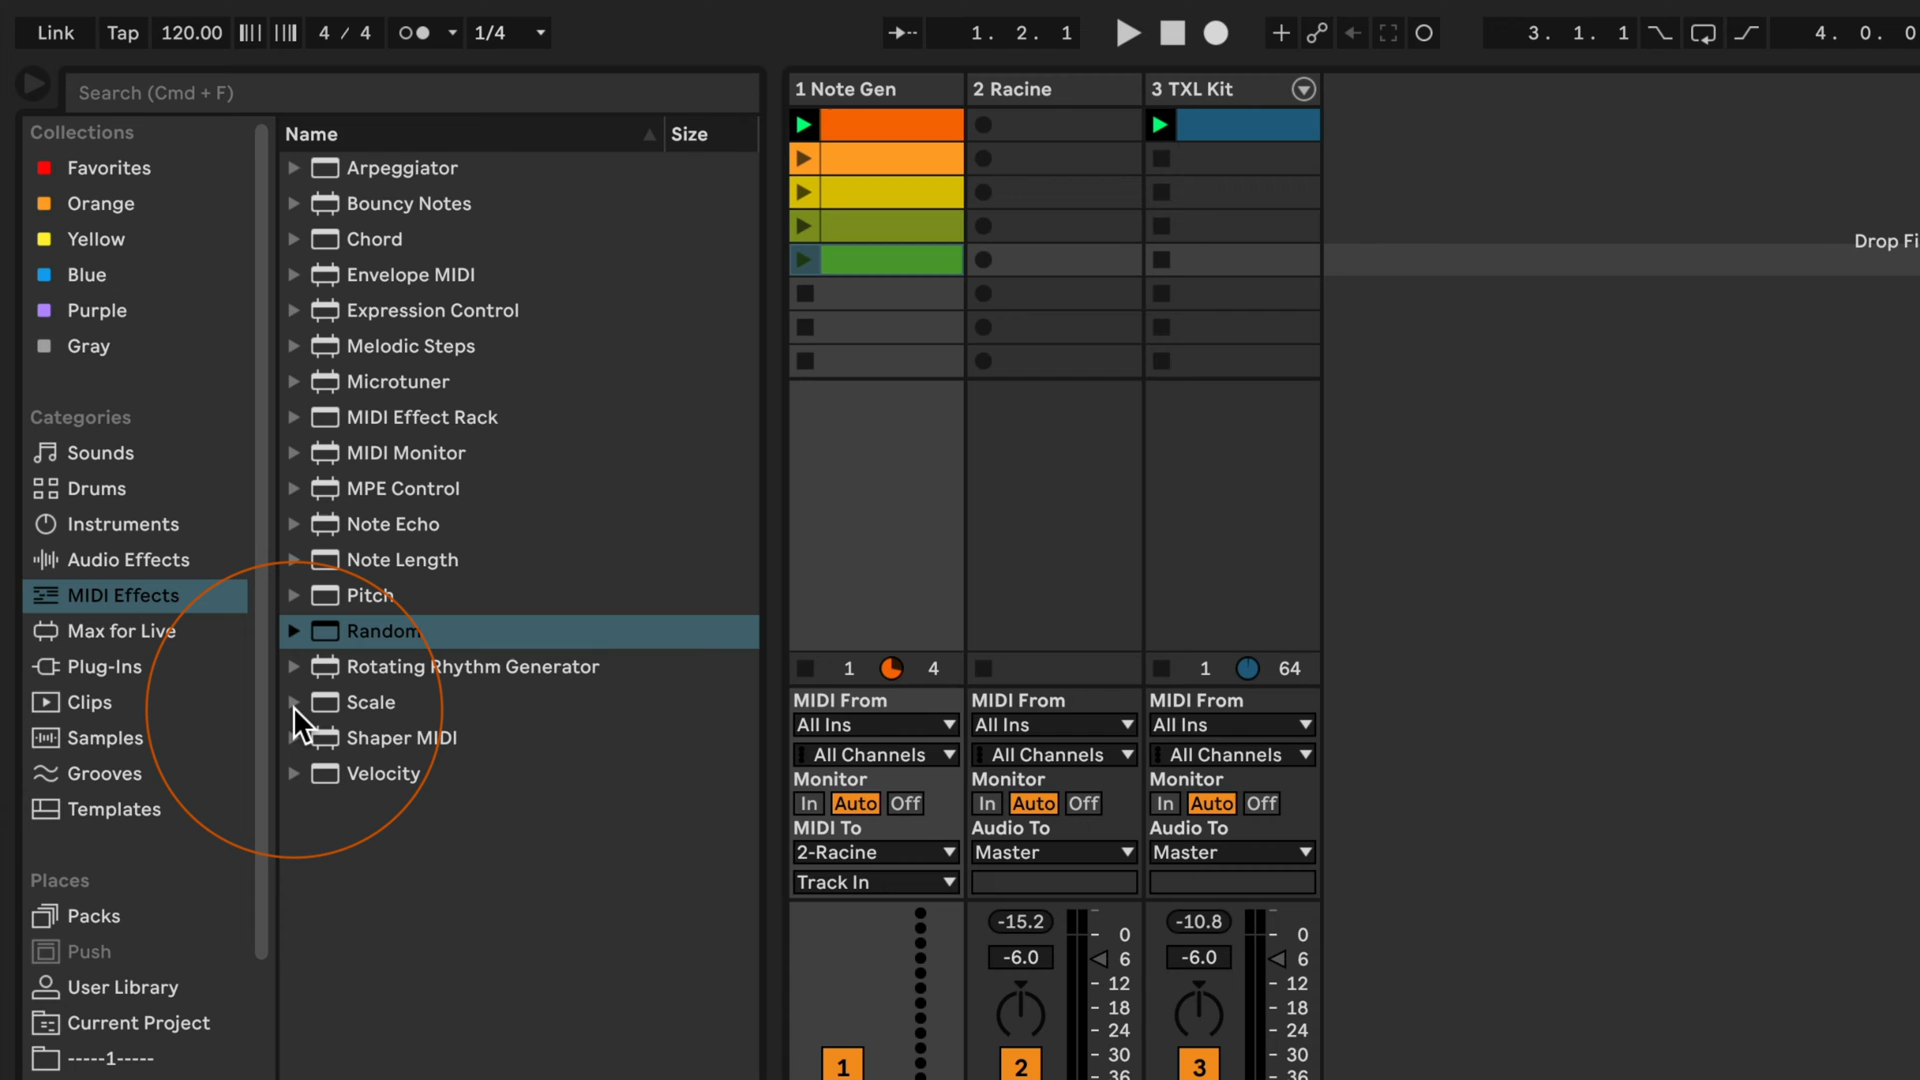 Link Tap 120.00 4 / 4 1/4 1. 2. 1 3. 1. 1 4. 0. 0
Search (Cmd + F)
Collections
Favorites
Orange
Yellow
Blue
Purple
Gray
Categories
Sounds
Drums
Instruments
Audio Effects
MIDI Effects
Max for Live
Plug-Ins
Clips
Samples
Grooves
Templates
Places
Packs
Push
User Library
Current Project
-----1-----
Name Size
Arpeggiator
Bouncy Notes
Chord
Envelope MIDI
Expression Control
Melodic Steps
Microtuner
MIDI Effect Rack
MIDI Monitor
MPE Control
Note Echo
Note Length
Pitch
Random
Rotating Rhythm Generator
Scale
Shaper MIDI
Velocity
1 Note Gen 2 Racine 3 TXL Kit
Drop Fi
1 4 1 64
MIDI From MIDI From MIDI From
All Ins All Ins All Ins
All Channels All Channels All Channels
Monitor Monitor Monitor
In Auto Off In Auto Off In Auto Off
MIDI To Audio To Audio To
2-Racine Master Master
Track In
-15.2 -10.8
0 0
-6.0 6 -6.0 6
12 12
18 18
24 24
30 30
1 2 3
36 36